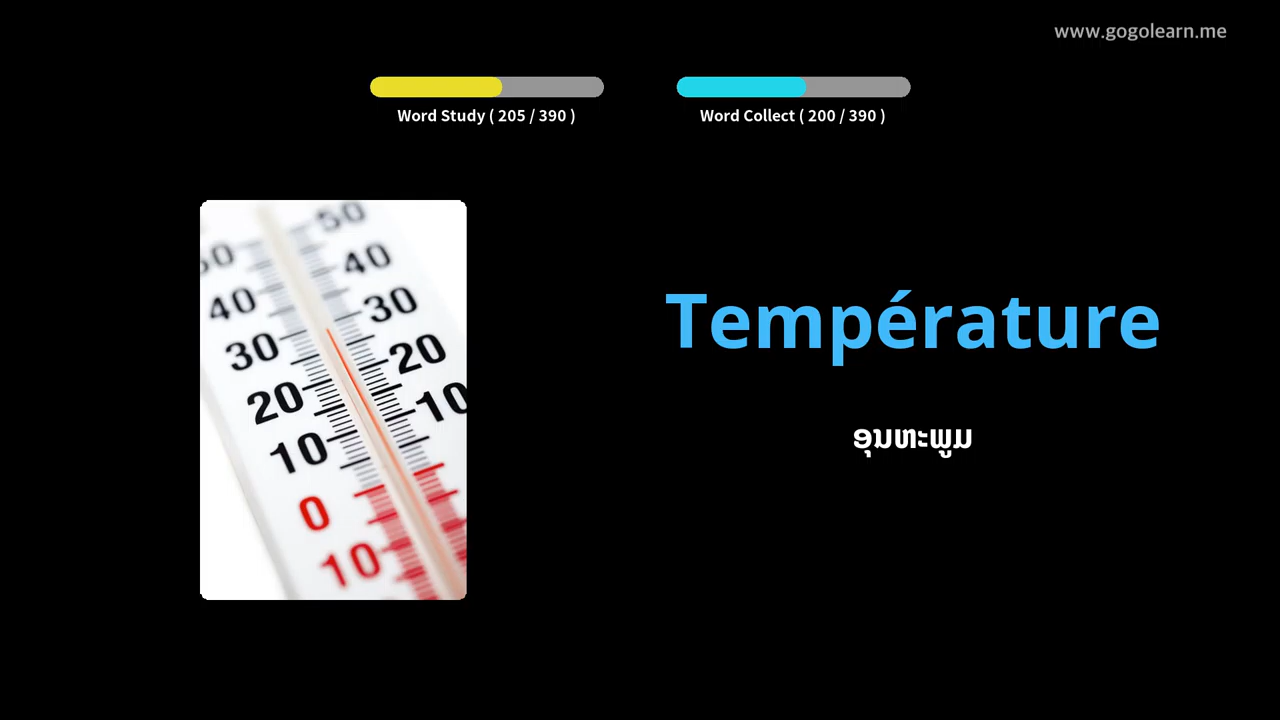 www.gogolearn.me
Word Study ( 205 / 390 )
Word Collect ( 200 / 390 )
50
50
40
40
30
30
20
20
10
10
0
10
Température
ອຸນຫະພູມ